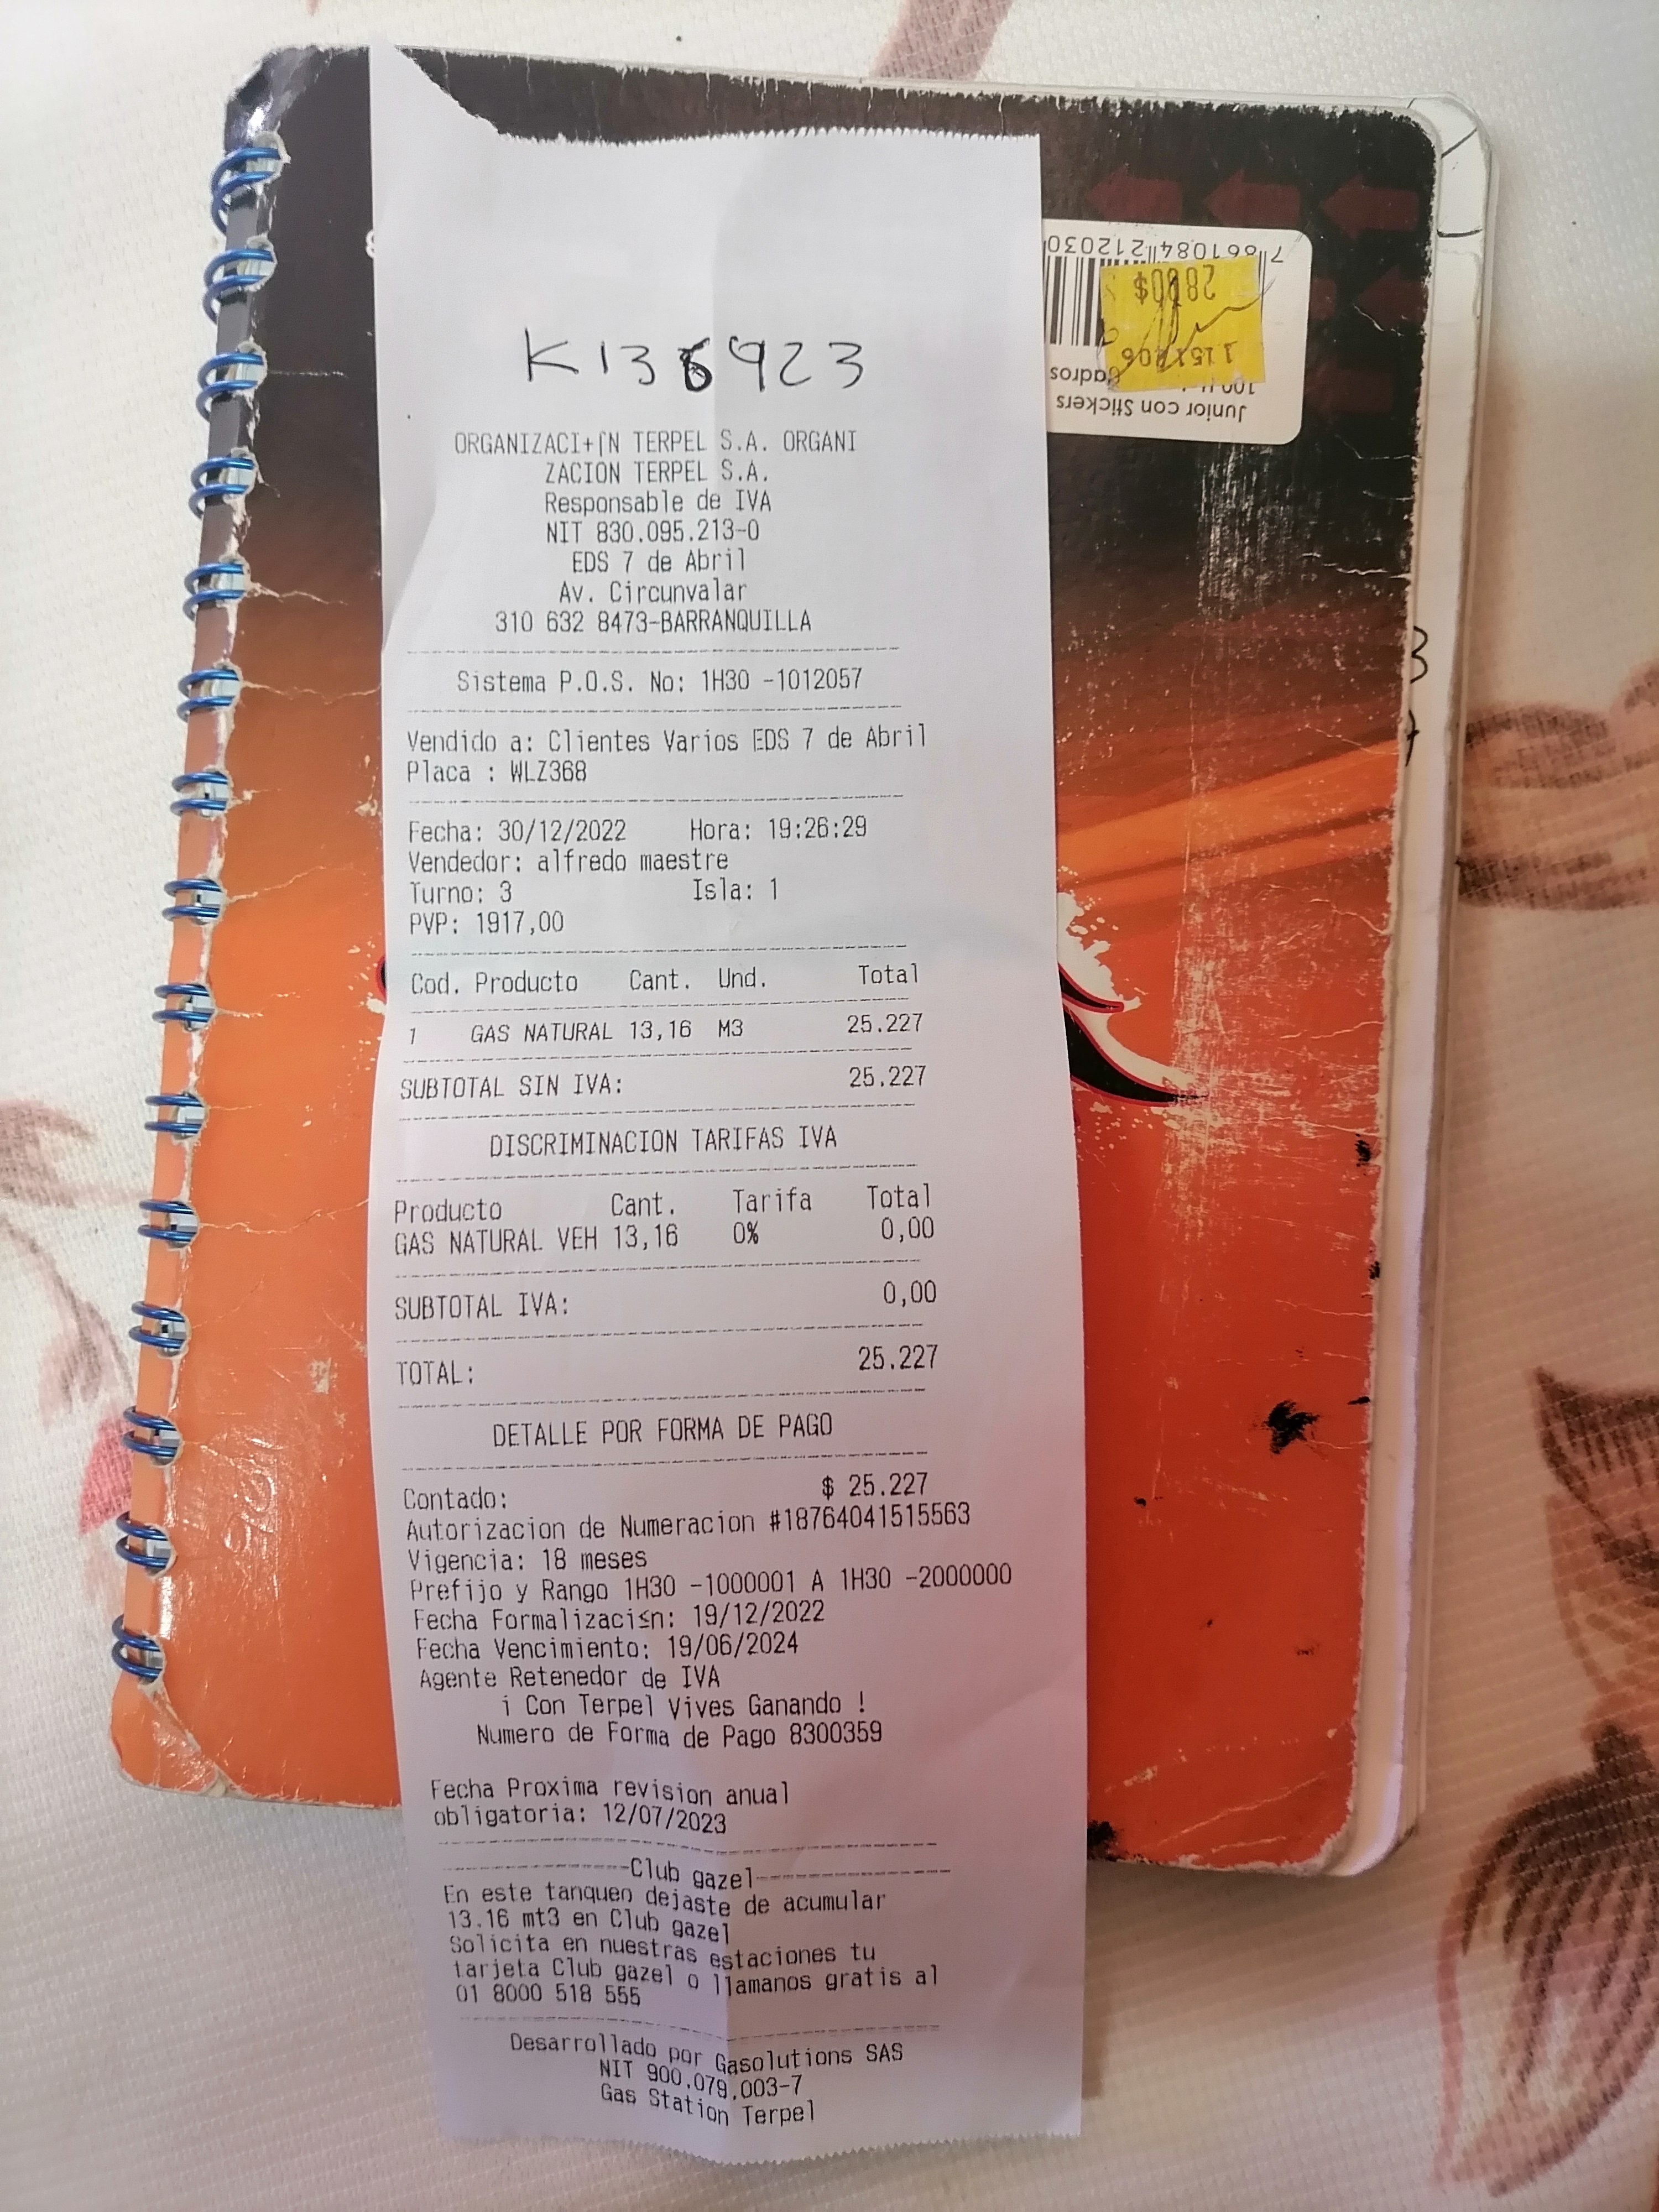 K136923
ORGANIZACI+⌠N TERPEL S.A. ORGANI
ZACION TERPEL S.A.
Responsable de IVA
NIT 830.095.213-0
EDS 7 de Abril
Av. Circunvalar
310 632 8473-BARRANQUILLA
Sistema P.O.S. No: 1H30 -1012057
Vendido a: Clientes Varios EDS 7 de Abril
Placa : WLZ368
Fecha: 30/12/2022 Hora: 19:26:29
Vendedor: alfredo maestre
Turno: 3 Isla: 1
PVP: 1917,00
Cod. Producto Cant. Und. Total
1 GAS NATURAL 13,16 M3 25.227
SUBTOTAL SIN IVA: 25.227
DISCRIMINACION TARIFAS IVA
Producto Cant. Tarifa Total
GAS NATURAL VEH 13,16 0% 0,00
SUBTOTAL IVA: 0,00
TOTAL: 25.227
DETALLE POR FORMA DE PAGO
Contado: $ 25.227
Autorizacion de Numeracion #18764041515563
Vigencia: 18 meses
Prefijo y Rango 1H30 -1000001 A 1H30 -2000000
Fecha Formalizaci≤n: 19/12/2022
Fecha Vencimiento: 19/06/2024
Agente Retenedor de IVA
¡ Con Terpel Vives Ganando !
Numero de Forma de Pago 8300359
Fecha Proxima revision anual
obligatoria: 12/07/2023
Club gazel
En este tanqueo dejaste de acumular
13.16 mt3 en Club gazel
Solicita en nuestras estaciones tu
tarjeta Club gazel o llamanos gratis al
01 8000 518 555
Desarrollado por Gasolutions SAS
NIT 900.079.003-7
Gas Station Terpel
Junior con Stickers
100
2800$
7 861084 212030